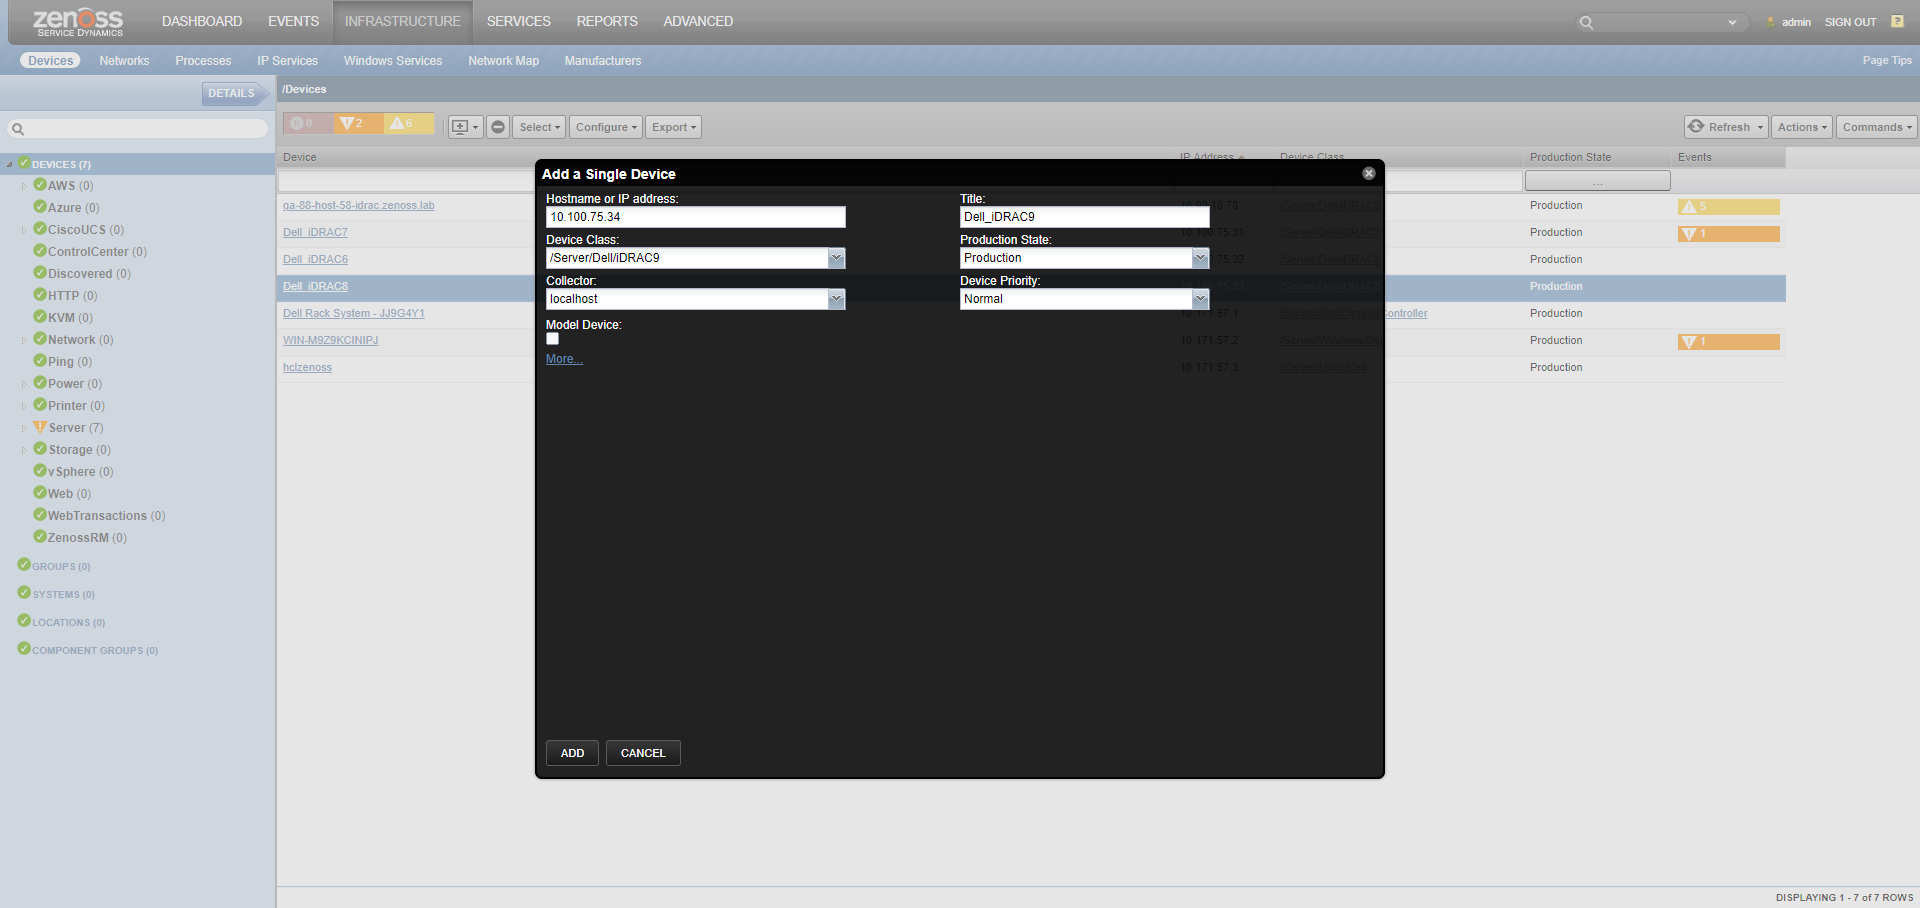 zenoss
SERVICE DYNAMICS
DASHBOARD EVENTS INFRASTRUCTURE SERVICES REPORTS ADVANCED
admin SIGN OUT ?
Devices Networks Processes IP Services Windows Services Network Map Manufacturers
Page Tips
DETAILS
/Devices
0 2 6
Select Configure Export
Refresh Actions Commands
DEVICES (7)
AWS (0)
Azure (0)
CiscoUCS (0)
ControlCenter (0)
Discovered (0)
HTTP (0)
KVM (0)
Network (0)
Ping (0)
Power (0)
Printer (0)
Server (7)
Storage (0)
vSphere (0)
Web (0)
WebTransactions (0)
ZenossRM (0)
GROUPS (0)
SYSTEMS (0)
LOCATIONS (0)
COMPONENT GROUPS (0)
Device IP Address Device Class Production State Events
...
qa-88-host-58-idrac.zenoss.lab Production 5
Dell_iDRAC7 Production 1
Dell_iDRAC6 Production
Dell_iDRAC8 Production
Dell Rack System - JJ9G4Y1 Controller Production
WIN-M9Z9KCINIPJ 10.171.57.2 Production 1
hclzenoss 10.171.57.3 /Server/Linux/Dell Production
Add a Single Device
Hostname or IP address: Title:
10.100.75.34 Dell_iDRAC9
Device Class: Production State:
/Server/Dell/iDRAC9 Production
Collector: Device Priority:
localhost Normal
Model Device:
More...
ADD CANCEL
DISPLAYING 1 - 7 of 7 ROWS